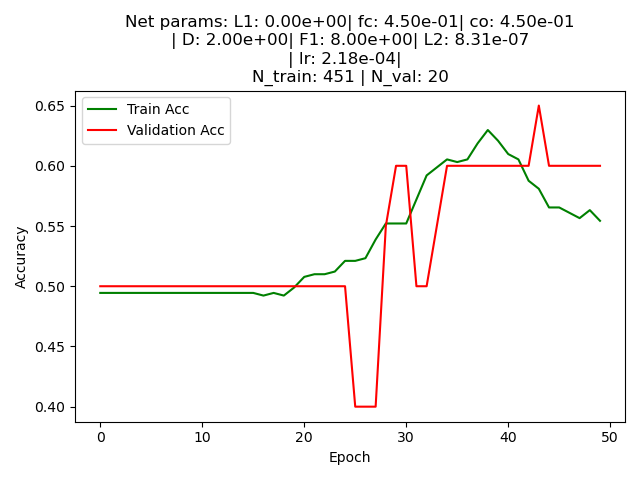 Net params: L1: 0.00e+00| fc: 4.50e-01| co: 4.50e-01
| D: 2.00e+00| F1: 8.00e+00| L2: 8.31e-07
| lr: 2.18e-04|
N_train: 451 | N_val: 20
Train Acc
Validation Acc
0.65
0.60
0.55
0.50
0.45
0.40
Accuracy
0 10 20 30 40 50
Epoch